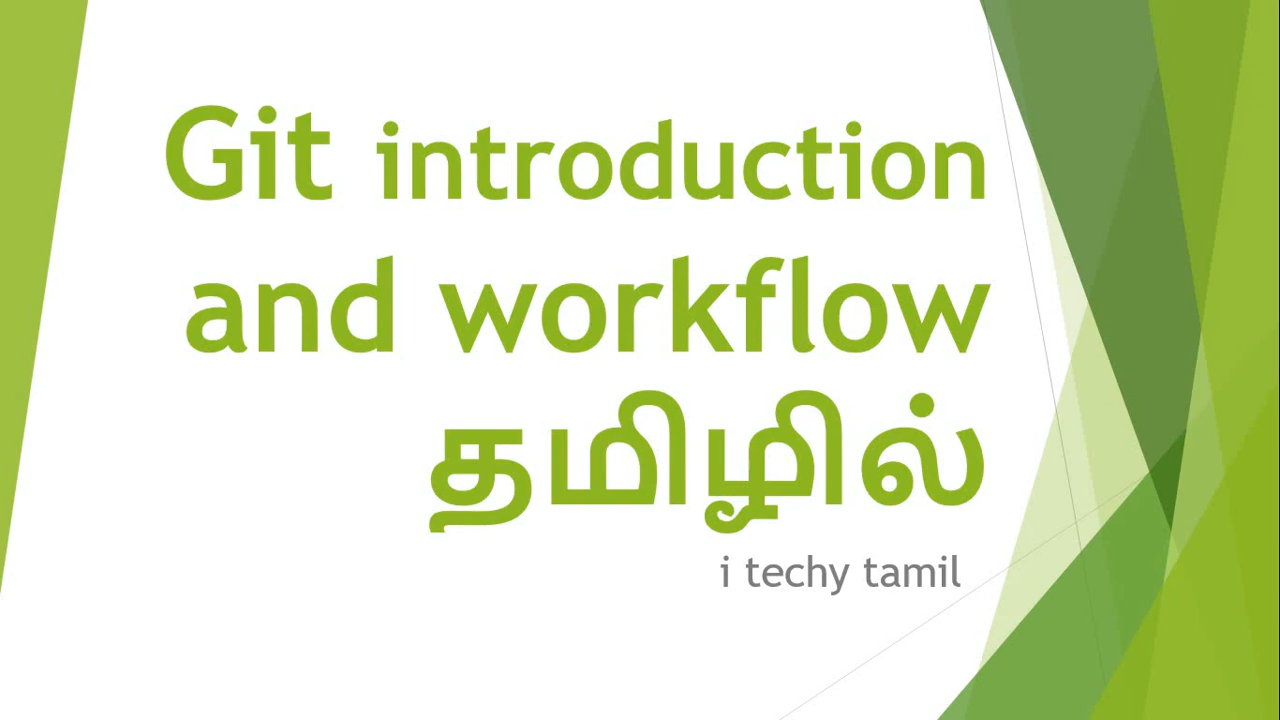 Git introduction
and workflow
தமிழில்
i techy tamil